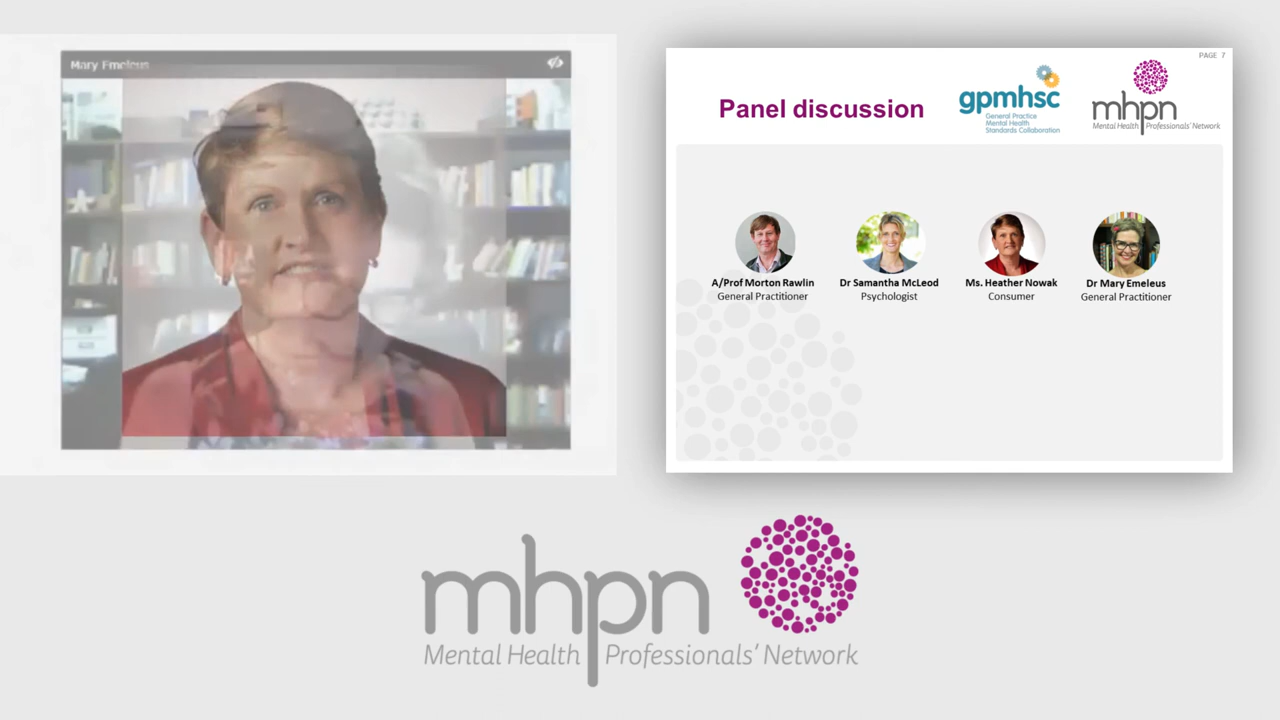 Mary Emeleus
PAGE 7
Panel discussion
gpmhsc
General Practice
Mental Health
Standards Collaboration
mhpn
Mental Health Professionals' Network
A/Prof Morton Rawlin
General Practitioner
Dr Samantha McLeod
Psychologist
Ms. Heather Nowak
Consumer
Dr Mary Emeleus
General Practitioner
mhpn
Mental Health Professionals' Network